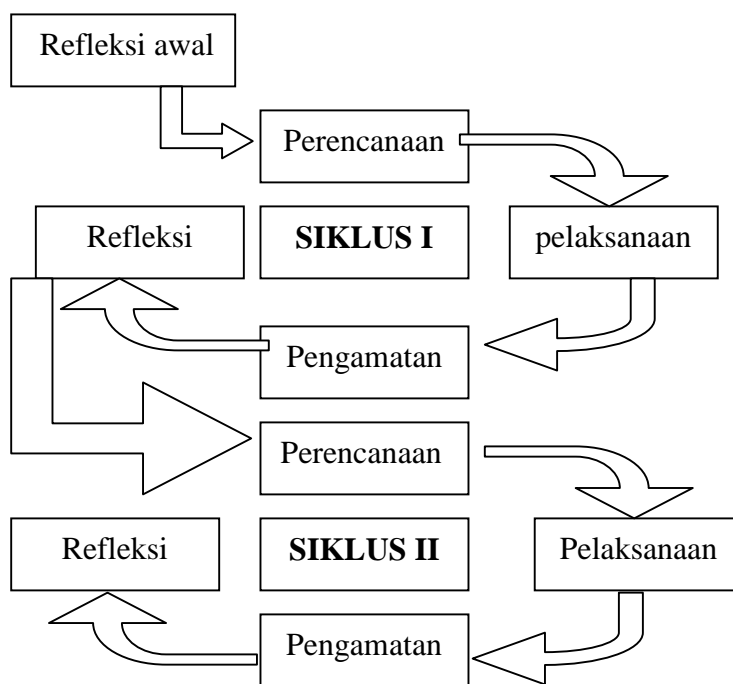 Refleksi awal
Perencanaan
Refleksi
SIKLUS I
pelaksanaan
Pengamatan
Perencanaan
Refleksi
SIKLUS II
Pelaksanaan
Pengamatan